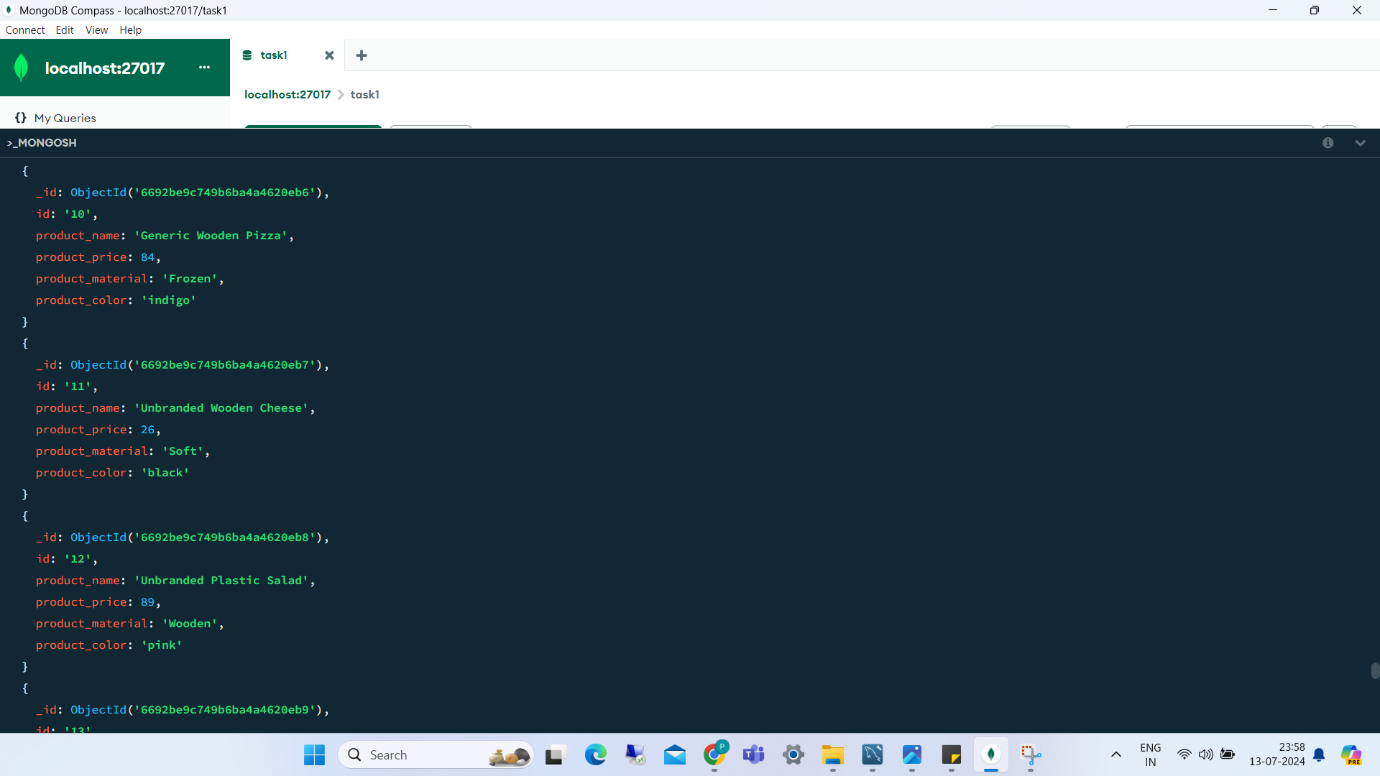 MongoDB Compass - localhost:27017/task1
Connect Edit View Help
localhost:27017 ...
task1
localhost:27017 > task1
{} My Queries
>_MONGOSH
{
_id: ObjectId('6692be9c749b6ba4a4620eb6'),
id: '10',
product_name: 'Generic Wooden Pizza',
product_price: 84,
product_material: 'Frozen',
product_color: 'indigo'
}
{
_id: ObjectId('6692be9c749b6ba4a4620eb7'),
id: '11',
product_name: 'Unbranded Wooden Cheese',
product_price: 26,
product_material: 'Soft',
product_color: 'black'
}
{
_id: ObjectId('6692be9c749b6ba4a4620eb8'),
id: '12',
product_name: 'Unbranded Plastic Salad',
product_price: 89,
product_material: 'Wooden',
product_color: 'pink'
}
{
_id: ObjectId('6692be9c749b6ba4a4620eb9'),
id: '13'
Search
ENG
IN
23:58
13-07-2024
PRE